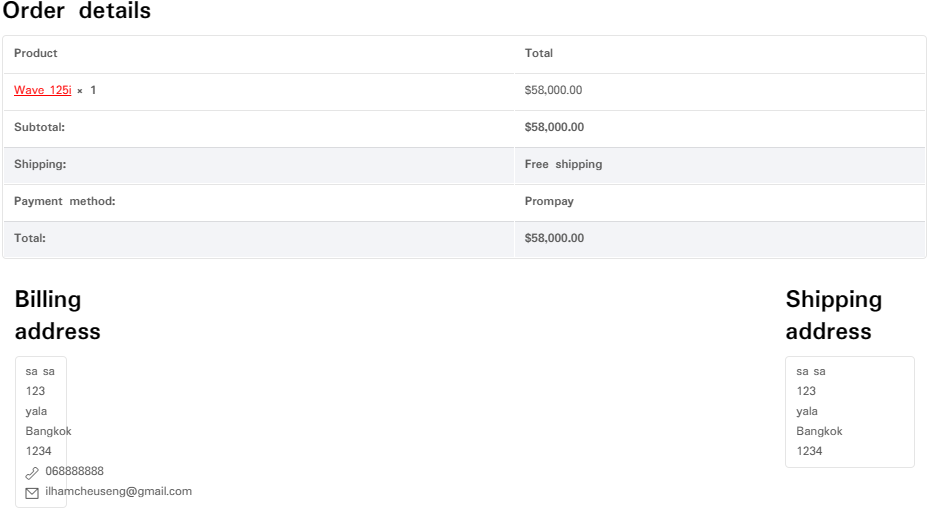 Order details
Product Total
Wave 125i × 1 $58,000.00
Subtotal: $58,000.00
Shipping: Free shipping
Payment method: Prompay
Total: $58,000.00
Billing address
sa sa
123
yala
Bangkok
1234
068888888
ilhamcheuseng@gmail.com
Shipping address
sa sa
123
yala
Bangkok
1234